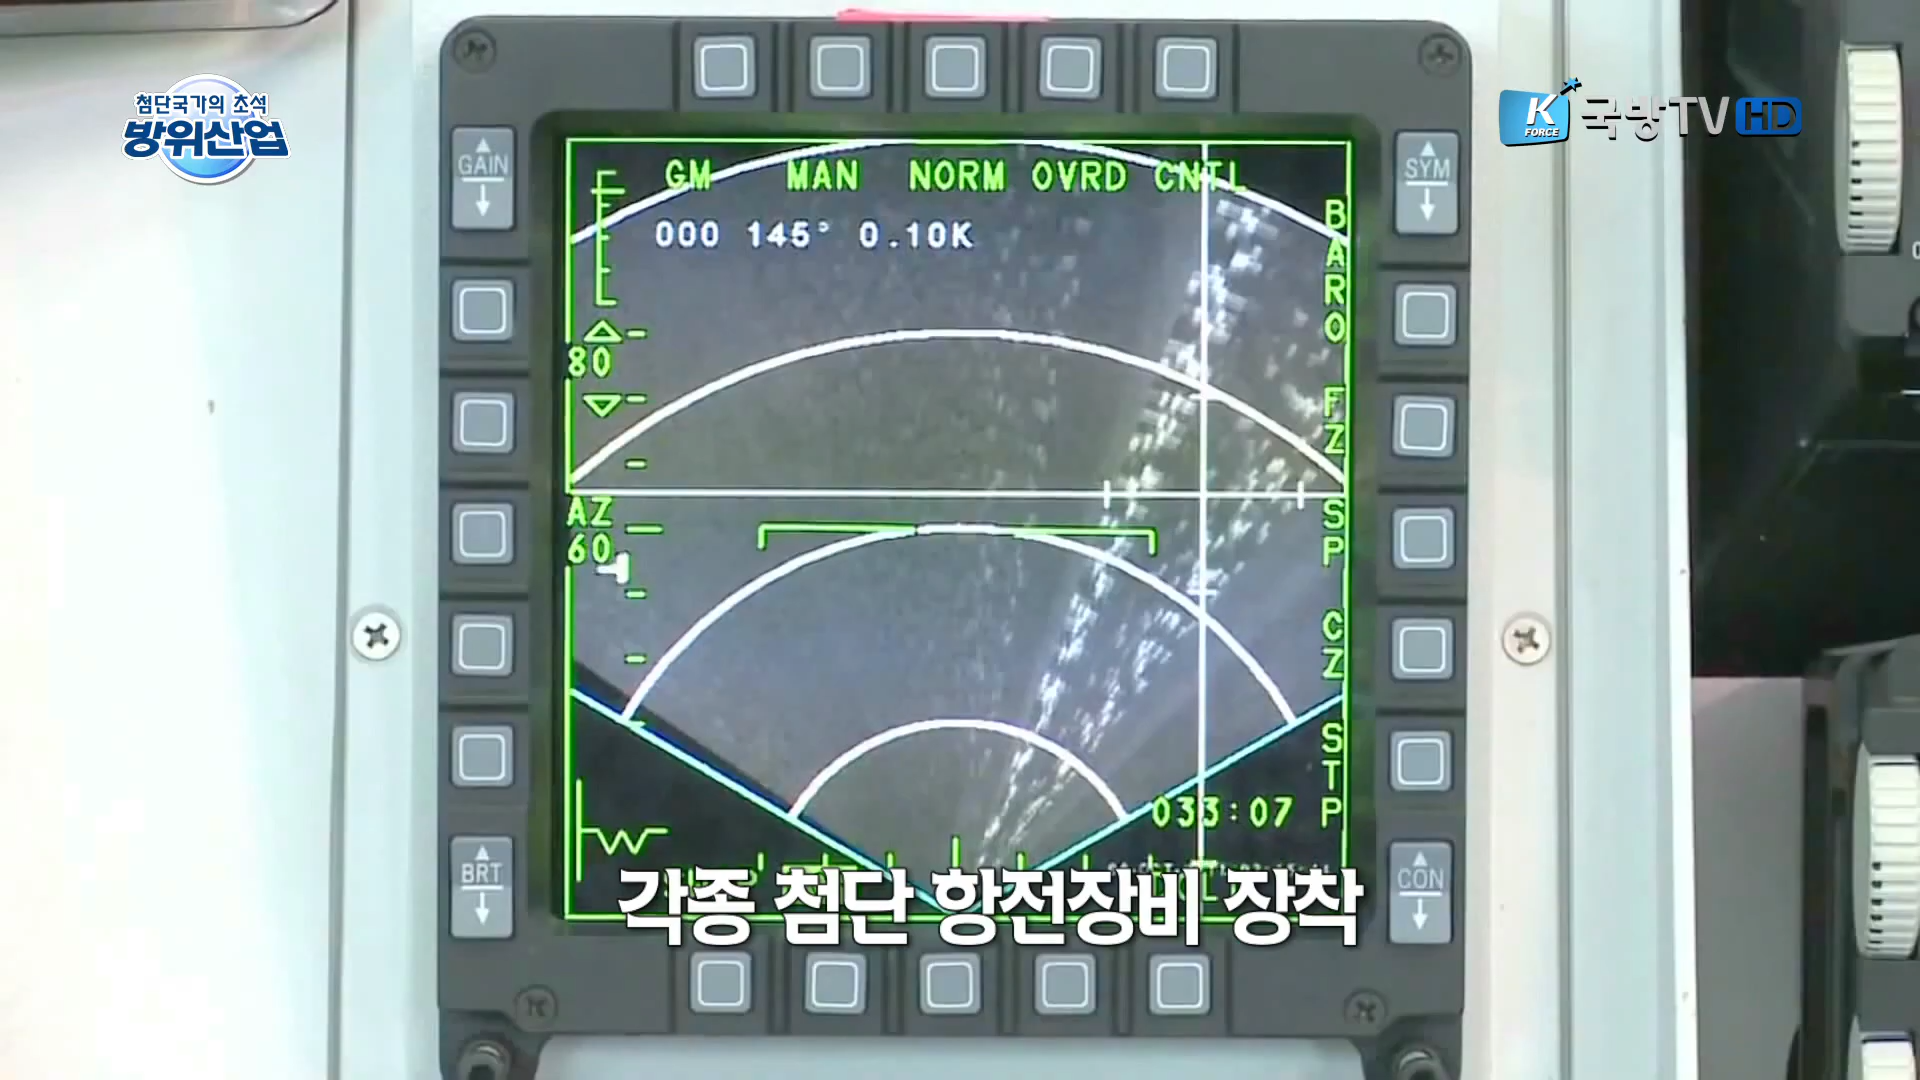 첨단국가의 초석
방위산업
K FORCE 국방TV HD
GAIN
SYM
GM MAN NORM OVRD CNTL
000 145° 0.10K
BARO
80
FZ
AZ
60
SP
CZ
STP
033:07
BRT
CON
각종 첨단 항전장비 장착